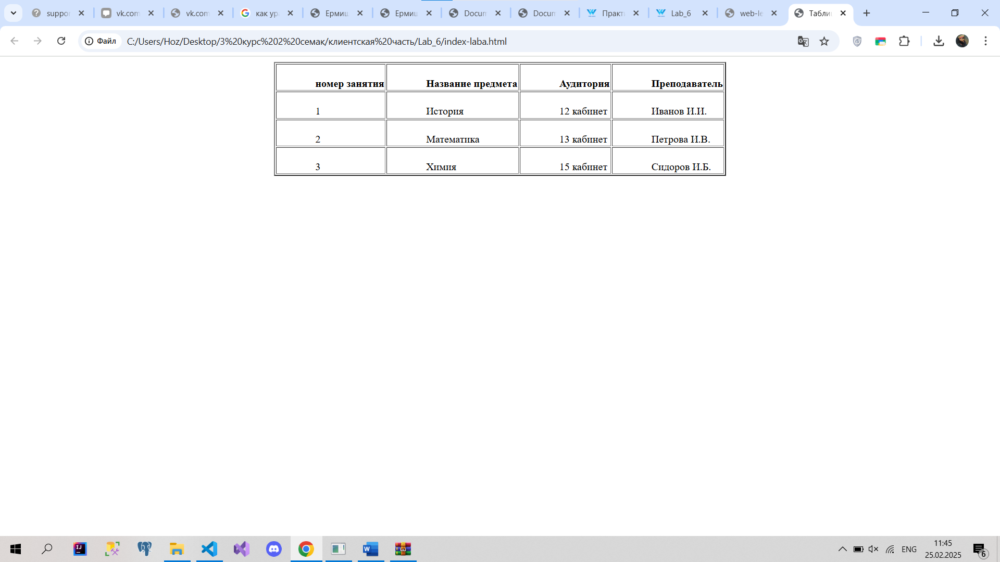 suppor vk.com vk.com как ур Ермиш Ермиш Docum Docum Практ Lab_6 web-le Табли
Файл C:/Users/Hoz/Desktop/3%20курс%202%20семак/клиентская%20часть/Lab_6/index-laba.html
номер занятия Название предмета Аудитория Преподаватель
1 История 12 кабинет Иванов И.И.
2 Математика 13 кабинет Петрова И.В.
3 Химия 15 кабинет Сидоров И.Б.
ENG 11:45
25.02.2025 6